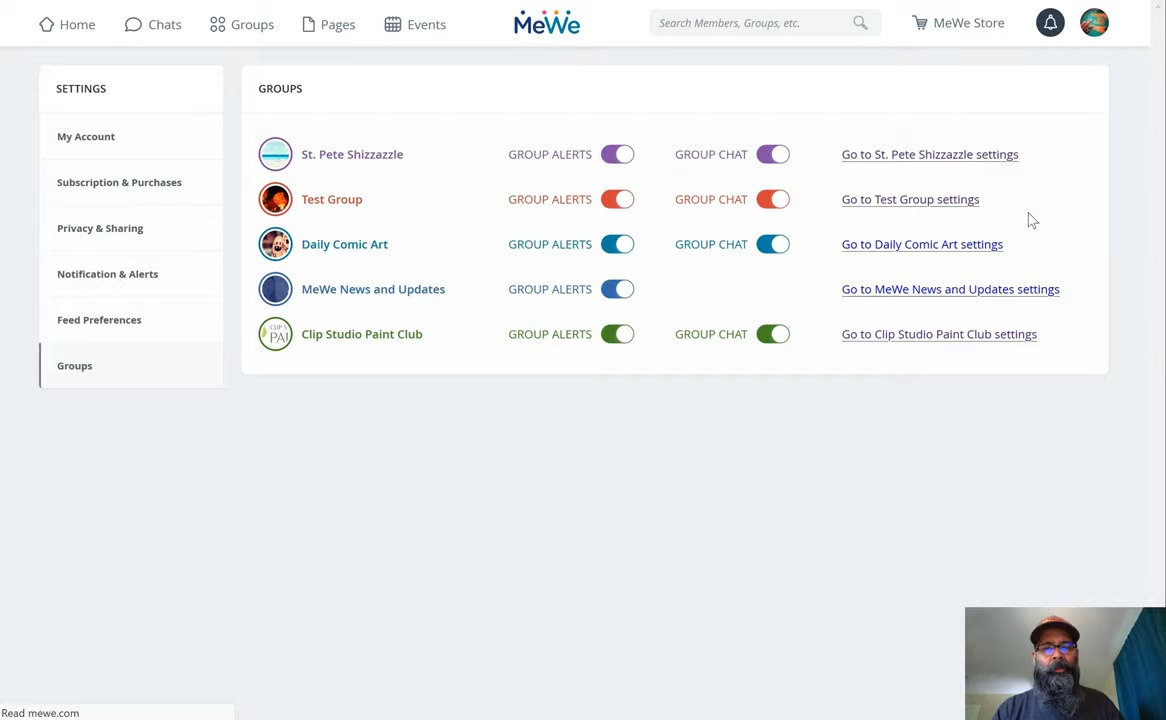 Home Chats Groups Pages Events MeWe Search Members, Groups, etc. MeWe Store
SETTINGS
My Account
Subscription & Purchases
Privacy & Sharing
Notification & Alerts
Feed Preferences
Groups
GROUPS
St. Pete Shizzazzle GROUP ALERTS GROUP CHAT Go to St. Pete Shizzazzle settings
Test Group GROUP ALERTS GROUP CHAT Go to Test Group settings
Daily Comic Art GROUP ALERTS GROUP CHAT Go to Daily Comic Art settings
MeWe News and Updates GROUP ALERTS Go to MeWe News and Updates settings
CLIP S
PAI
Clip Studio Paint Club GROUP ALERTS GROUP CHAT Go to Clip Studio Paint Club settings
Read mewe.com